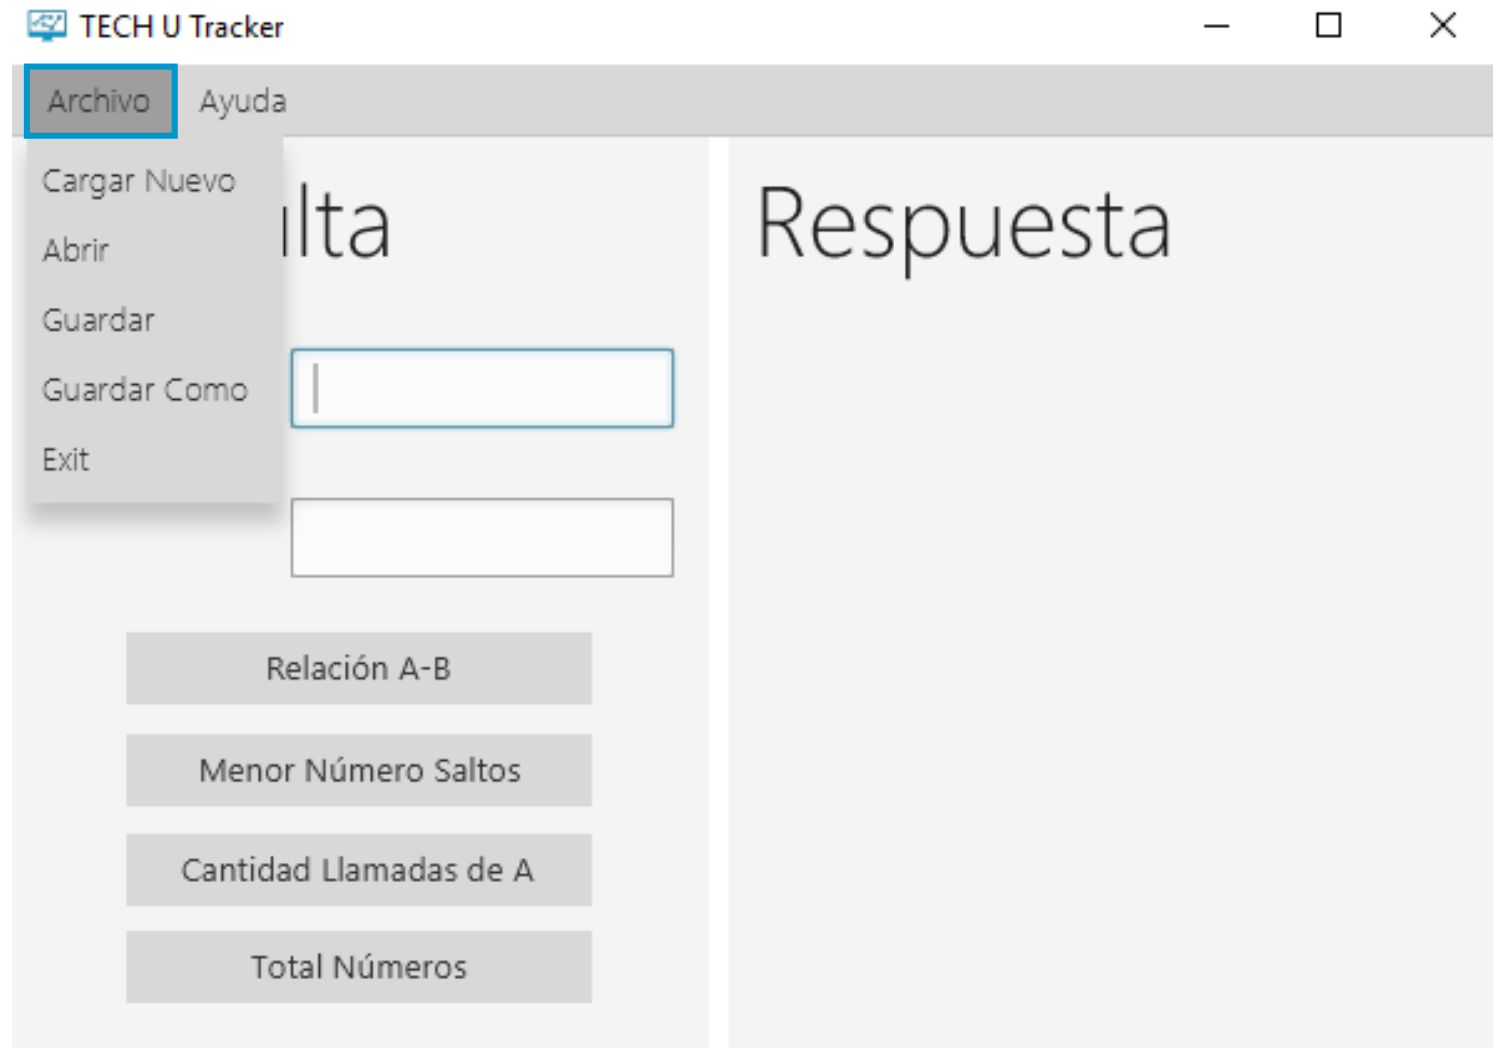 TECH U Tracker
Archivo Ayuda
Cargar Nuevo
Abrir
Guardar
Guardar Como
Exit
lta
Respuesta
Relación A-B
Menor Número Saltos
Cantidad Llamadas de A
Total Números